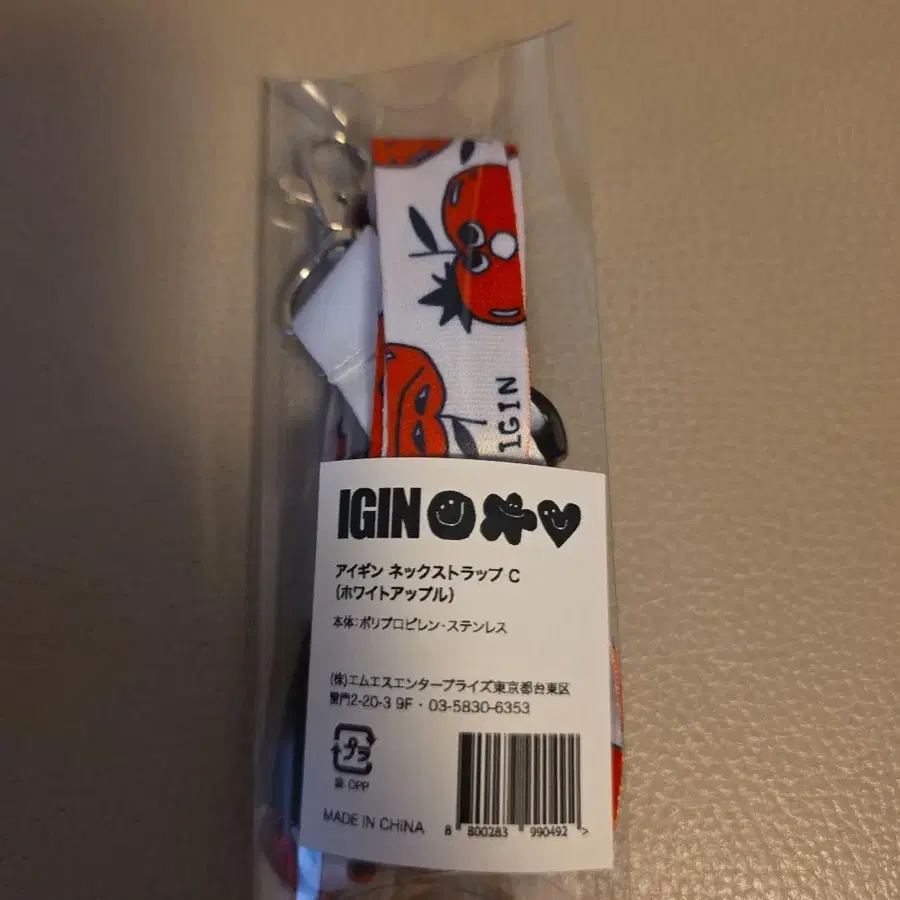 IGIN
IGIN
アイギン ネックストラップ C
(ホワイトアップル)
本体:ポリプロピレン・ステンレス
(株)エムエスエンタープライズ東京都台東区
雷門2-20-3 9F・03-5830-6353
プラ
袋:OPP
MADE IN CHINA
8 800283 990492 >